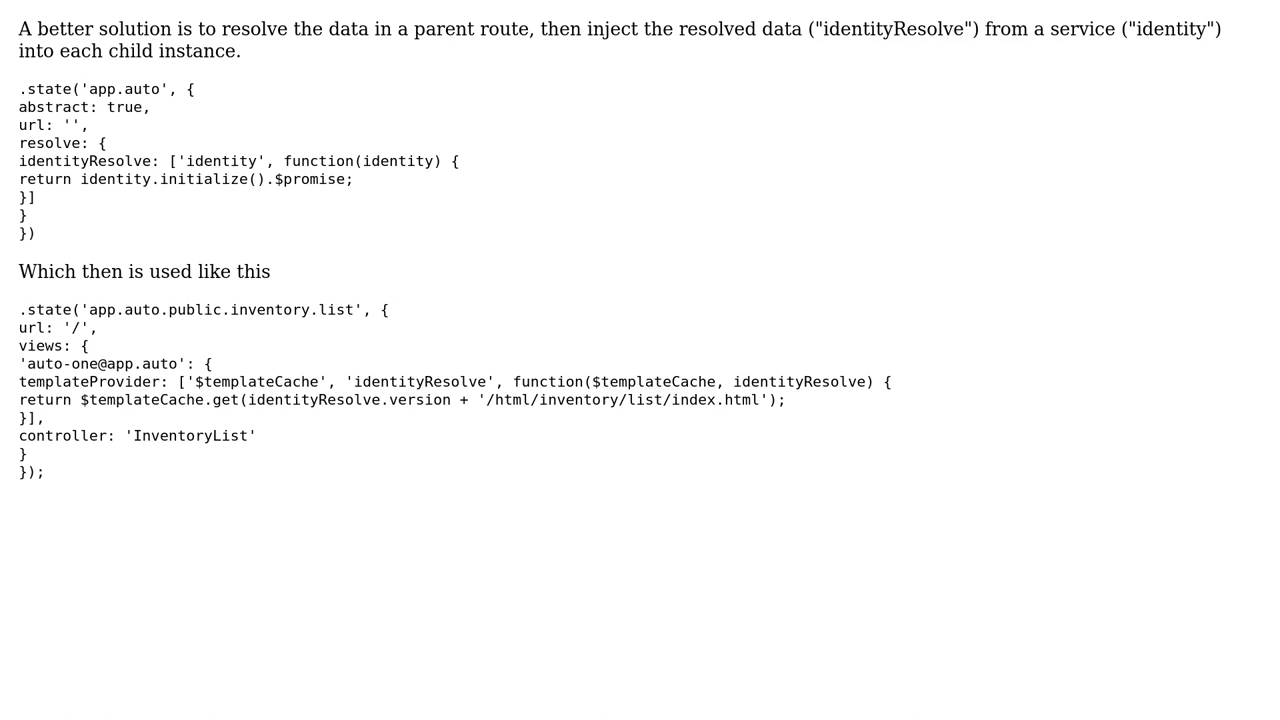 A better solution is to resolve the data in a parent route, then inject the resolved data ("identityResolve") from a service ("identity")
into each child instance.
.state('app.auto', {
abstract: true,
url: '',
resolve: {
identityResolve: ['identity', function(identity) {
return identity.initialize().$promise;
}]
}
})
Which then is used like this
.state('app.auto.public.inventory.list', {
url: '/',
views: {
'auto-one@app.auto': {
templateProvider: ['$templateCache', 'identityResolve', function($templateCache, identityResolve) {
return $templateCache.get(identityResolve.version + '/html/inventory/list/index.html');
}],
controller: 'InventoryList'
}
});